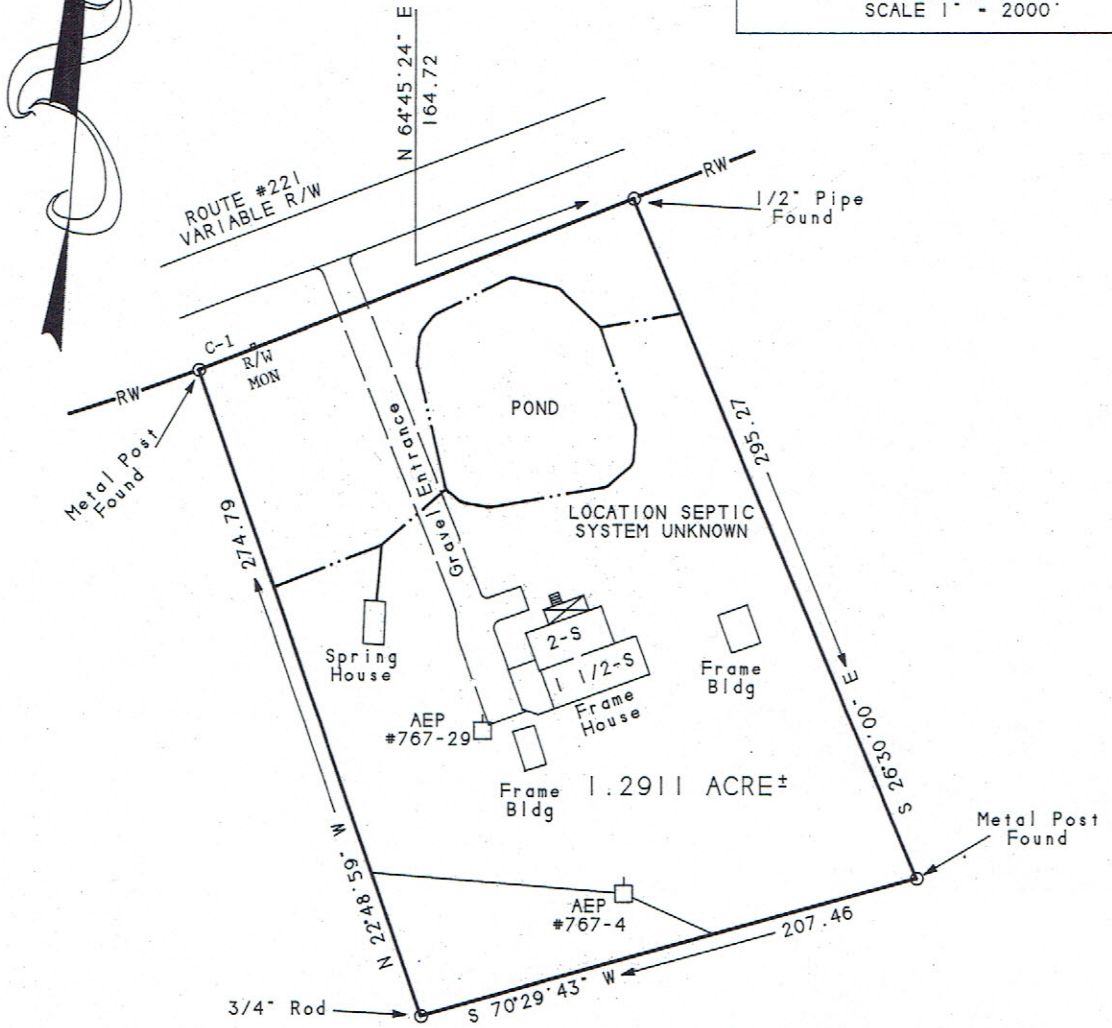 SCALE 1" = 2000'
N 64°45'24" E
164.72
ROUTE #221
VARIABLE R/W
RW
1/2" Pipe
Found
C-1
R/W
MON
RW
Metal Post
Found
POND
Gravel Entrance
295.27
274.79
LOCATION SEPTIC
SYSTEM UNKNOWN
Spring
House
2-S
1 1/2-S
Frame
House
Frame
Bldg
AEP
#767-29
Frame
Bldg
1.2911 ACRE±
S 26°30'00" E
Metal Post
Found
N 22°48'59" W
AEP
#767-4
207.46
3/4" Rod
S 70°29'43" W